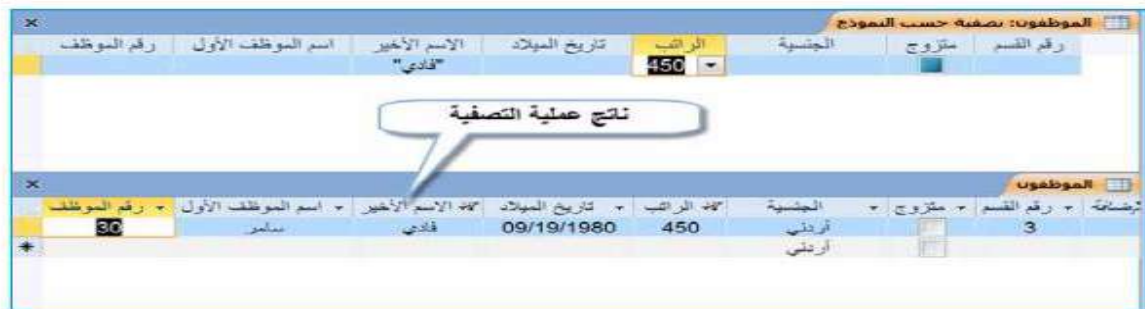 الموظفون: تصفية حسب النموذج
رقم الموظف اسم الموظف الأول الاسم الأخير تاريخ الميلاد الراتب الجنسية متزوج رقم القسم
"فادي" 450
ناتج عملية التصفية
الموظفون
رقم الموظف اسم الموظف الأول الاسم الأخير تاريخ الميلاد الراتب الجنسية متزوج رقم القسم
30 سامر فادي 09/19/1980 450 أردني 3
أردني